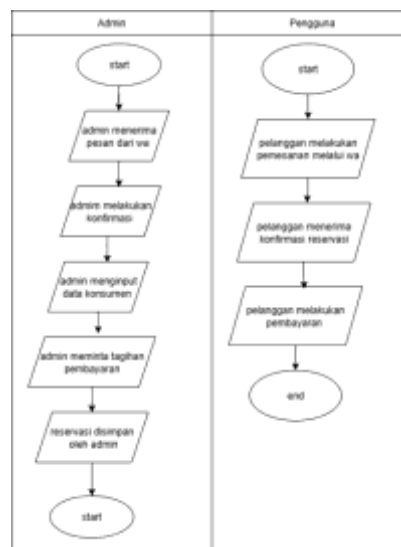 Admin
start
admin menerima
pesan dari wa
admim melakukan
konfirmasi
admin menginput
data konsumen
admin meminta tagihan
pembayaran
reservasi disimpan
oleh admin
start
Pengguna
start
pelanggan melakukan
pemesanan melalui wa
pelanggan menerima
konfirmasi reservasi
pelanggan melakukan
pembayaran
end